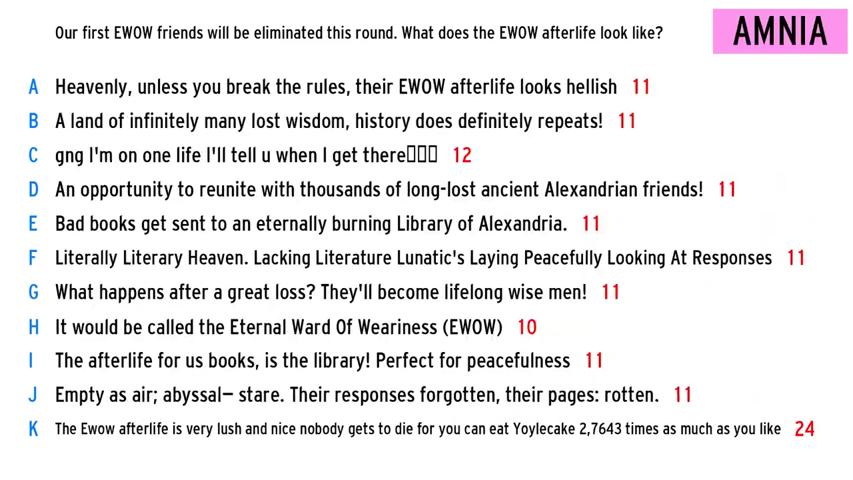 Our first EWOW friends will be eliminated this round. What does the EWOW afterlife look like?
AMNIA
A Heavenly, unless you break the rules, their EWOW afterlife looks hellish 11
B A land of infinitely many lost wisdom, history does definitely repeats! 11
C gng I'm on one life I'll tell u when I get there▯▯▯ 12
D An opportunity to reunite with thousands of long-lost ancient Alexandrian friends! 11
E Bad books get sent to an eternally burning Library of Alexandria. 11
F Literally Literary Heaven. Lacking Literature Lunatic's Laying Peacefully Looking At Responses 11
G What happens after a great loss? They'll become lifelong wise men! 11
H It would be called the Eternal Ward Of Weariness (EWOW) 10
I The afterlife for us books, is the library! Perfect for peacefulness 11
J Empty as air; abyssal— stare. Their responses forgotten, their pages: rotten. 11
K The Ewow afterlife is very lush and nice nobody gets to die for you can eat Yoylecake 2,7643 times as much as you like 24